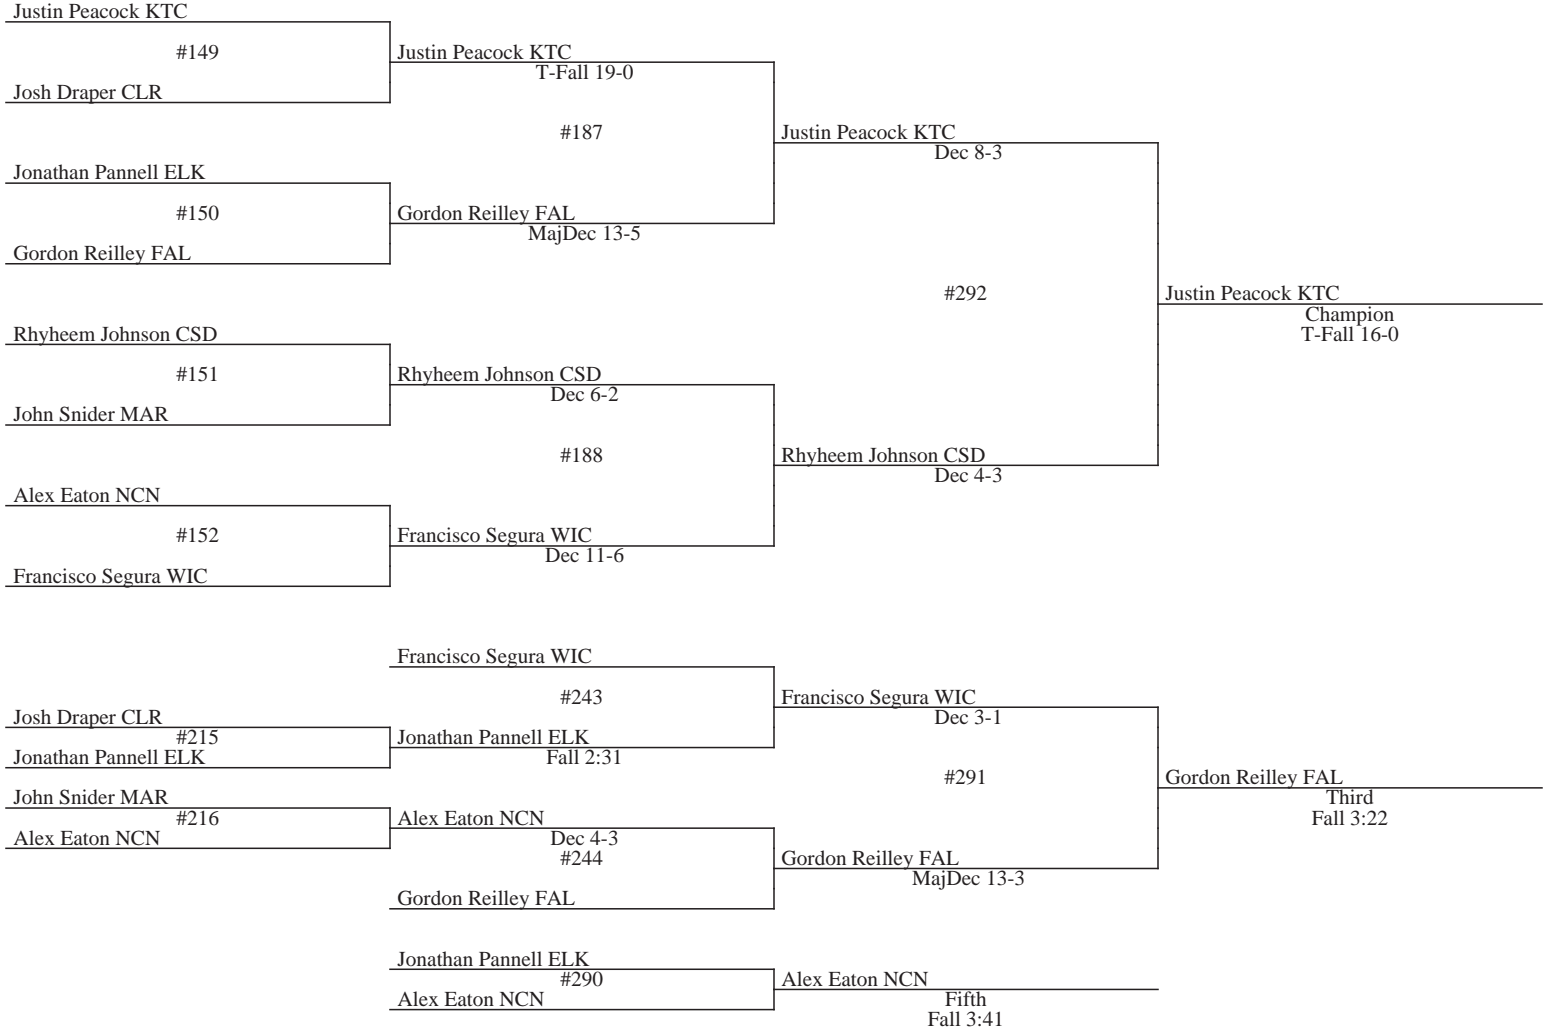 Justin Peacock KTC
#149
Justin Peacock KTC
T-Fall 19-0
Josh Draper CLR
#187
Justin Peacock KTC
Dec 8-3
Jonathan Pannell ELK
#150
Gordon Reilley FAL
MajDec 13-5
Gordon Reilley FAL
#292
Justin Peacock KTC
Champion
T-Fall 16-0
Rhyheem Johnson CSD
#151
Rhyheem Johnson CSD
Dec 6-2
John Snider MAR
#188
Rhyheem Johnson CSD
Dec 4-3
Alex Eaton NCN
#152
Francisco Segura WIC
Dec 11-6
Francisco Segura WIC
Francisco Segura WIC
#243
Francisco Segura WIC
Dec 3-1
Josh Draper CLR
#215
Jonathan Pannell ELK
Fall 2:31
Jonathan Pannell ELK
#291
Gordon Reilley FAL
Third
Fall 3:22
John Snider MAR
#216
Alex Eaton NCN
Dec 4-3
Alex Eaton NCN
#244
Gordon Reilley FAL
MajDec 13-3
Gordon Reilley FAL
Jonathan Pannell ELK
#290
Alex Eaton NCN
Fifth
Fall 3:41
Alex Eaton NCN